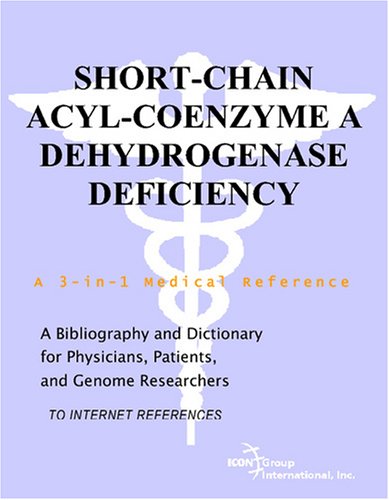 SHORT-CHAIN
ACYL-COENZYME A
DEHYDROGENASE
DEFICIENCY
A 3-in-1 Medical Reference
A Bibliography and Dictionary
for Physicians, Patients,
and Genome Researchers
TO INTERNET REFERENCES
ICON Group
International, Inc.